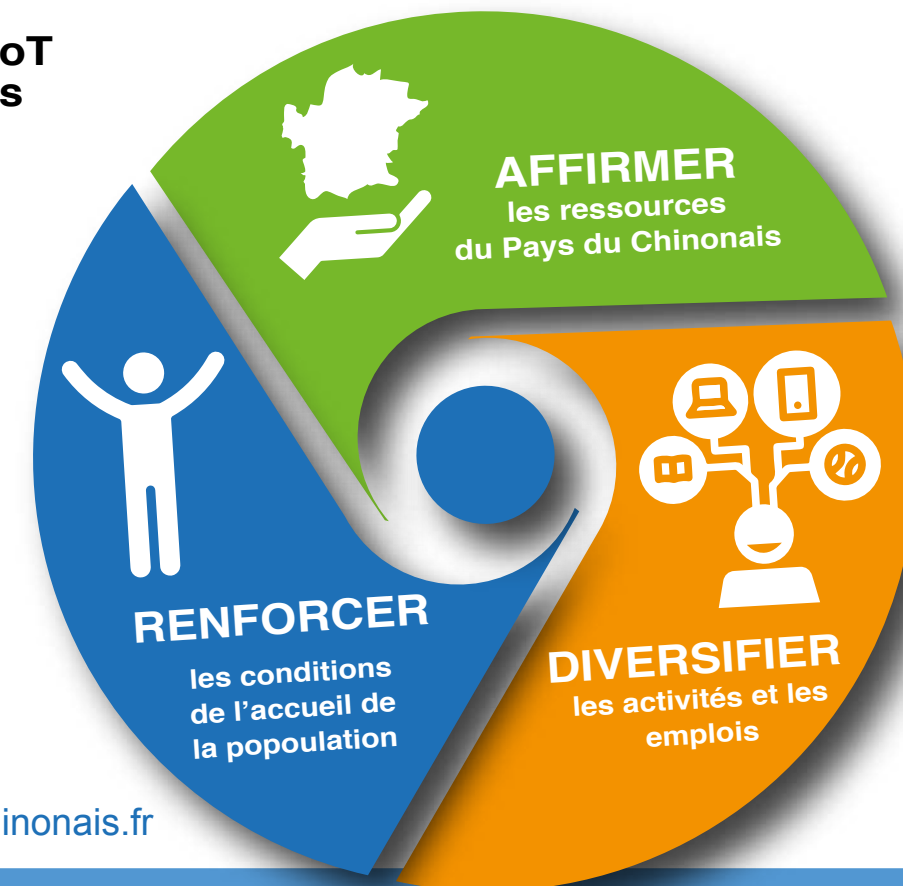 oT
s
AFFIRMER
les ressources
du Pays du Chinonais
RENFORCER
les conditions
de l'accueil de
la popoulation
DIVERSIFIER
les activités et les
emplois
inonais.fr